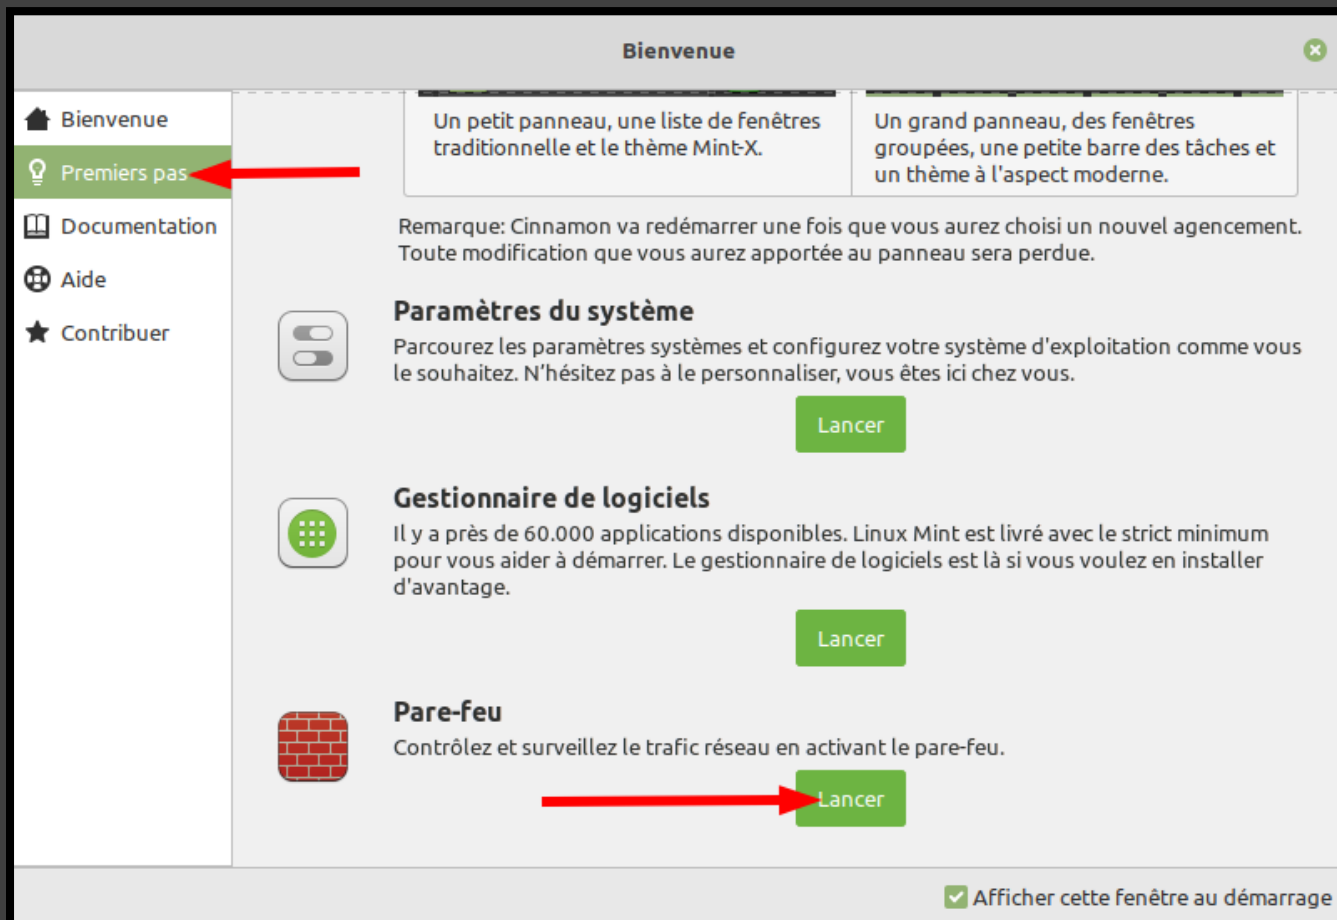 Bienvenue
Bienvenue
Premiers pas
Documentation
Aide
Contribuer
Un petit panneau, une liste de fenêtres
traditionnelle et le thème Mint-X.
Un grand panneau, des fenêtres
groupées, une petite barre des tâches et
un thème à l'aspect moderne.
Remarque: Cinnamon va redémarrer une fois que vous aurez choisi un nouvel agencement.
Toute modification que vous aurez apportée au panneau sera perdue.
Paramètres du système
Parcourez les paramètres systèmes et configurez votre système d'exploitation comme vous
le souhaitez. N’hésitez pas à le personnaliser, vous êtes ici chez vous.
Lancer
Gestionnaire de logiciels
Il y a près de 60.000 applications disponibles. Linux Mint est livré avec le strict minimum
pour vous aider à démarrer. Le gestionnaire de logiciels est là si vous voulez en installer
d'avantage.
Lancer
Pare-feu
Contrôlez et surveillez le trafic réseau en activant le pare-feu.
Lancer
Afficher cette fenêtre au démarrage